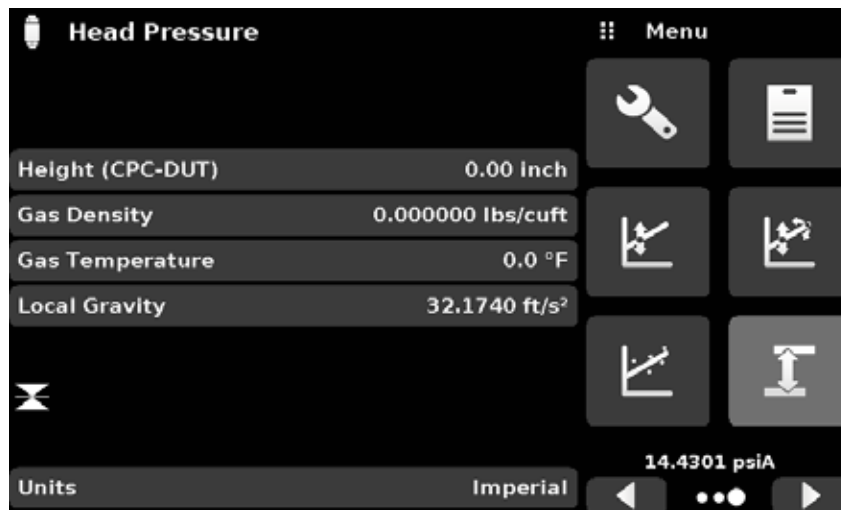 Head Pressure
Menu
Height (CPC-DUT) 0.00 inch
Gas Density 0.000000 lbs/cuft
Gas Temperature 0.0 °F
Local Gravity 32.1740 ft/s²
14.4301 psiA
Units Imperial